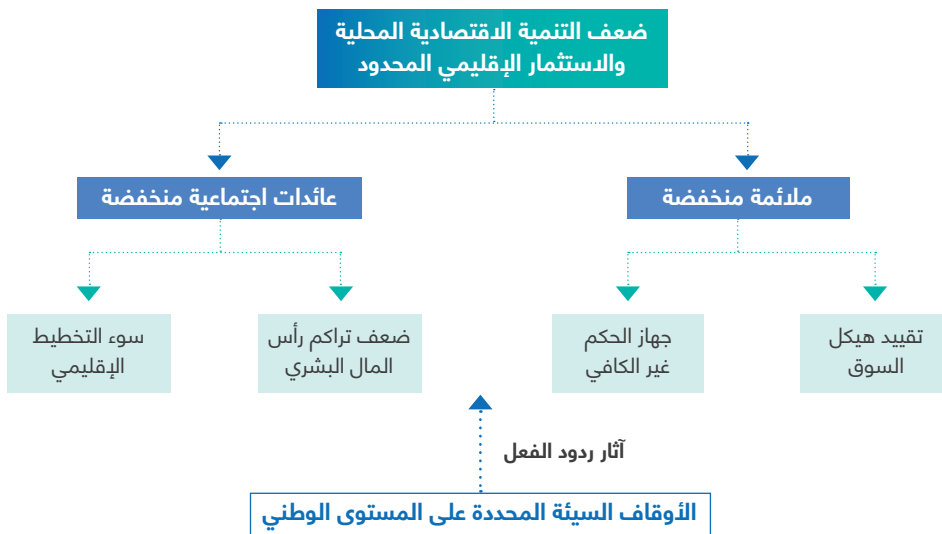 ضعف التنمية الاقتصادية المحلية
والاستثمار الإقليمي المحدود
ملائمة منخفضة
عائدات اجتماعية منخفضة
تقييد هيكل
السوق
جهاز الحكم
غير الكافي
ضعف تراكم رأس
المال البشري
سوء التخطيط
الإقليمي
آثار ردود الفعل
الأوقاف السيئة المحددة على المستوى الوطني